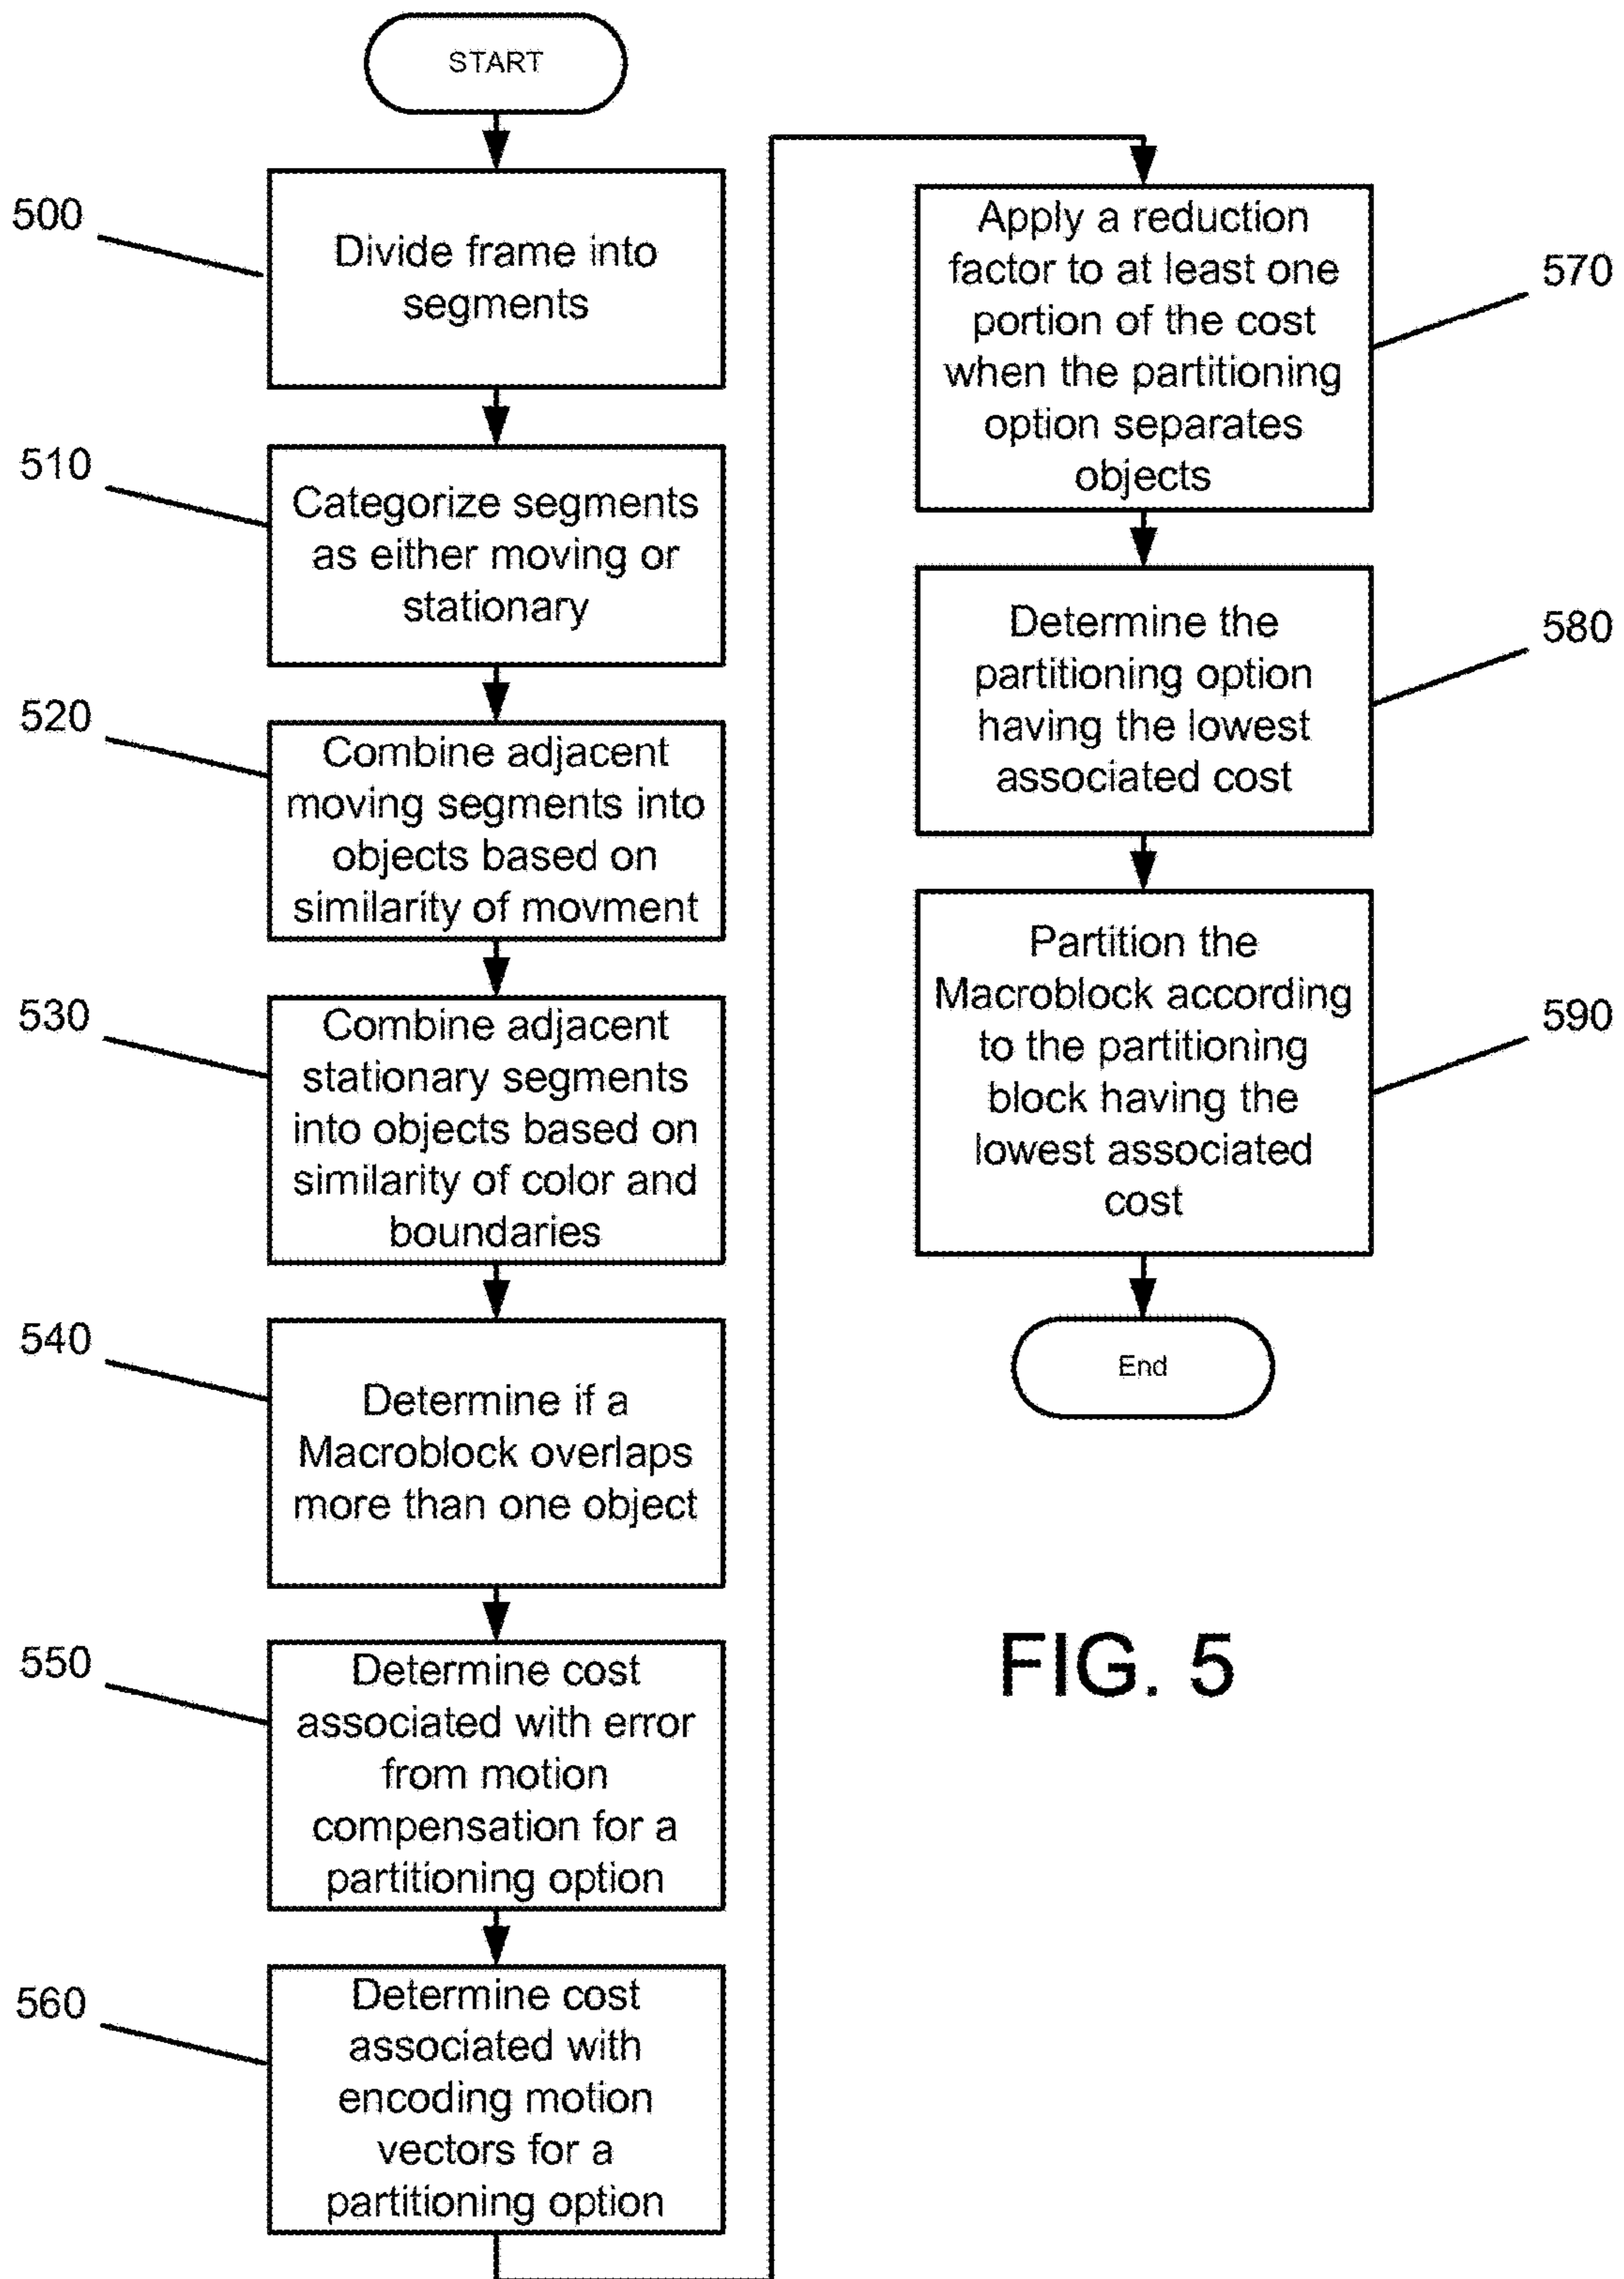 START
500
Divide frame into
segments
510
Categorize segments
as either moving or
stationary
520
Combine adjacent
moving segments into
objects based on
similarity of movment
530
Combine adjacent
stationary segments
into objects based on
similarity of color and
boundaries
540
Determine if a
Macroblock overlaps
more than one object
550
Determine cost
associated with error
from motion
compensation for a
partitioning option
560
Determine cost
associated with
encoding motion
vectors for a
partitioning option
Apply a reduction
factor to at least one
portion of the cost
when the partitioning
option separates
objects
570
Determine the
partitioning option
having the lowest
associated cost
580
Partition the
Macroblock according
to the partitioning
block having the
lowest associated
cost
590
End
FIG. 5